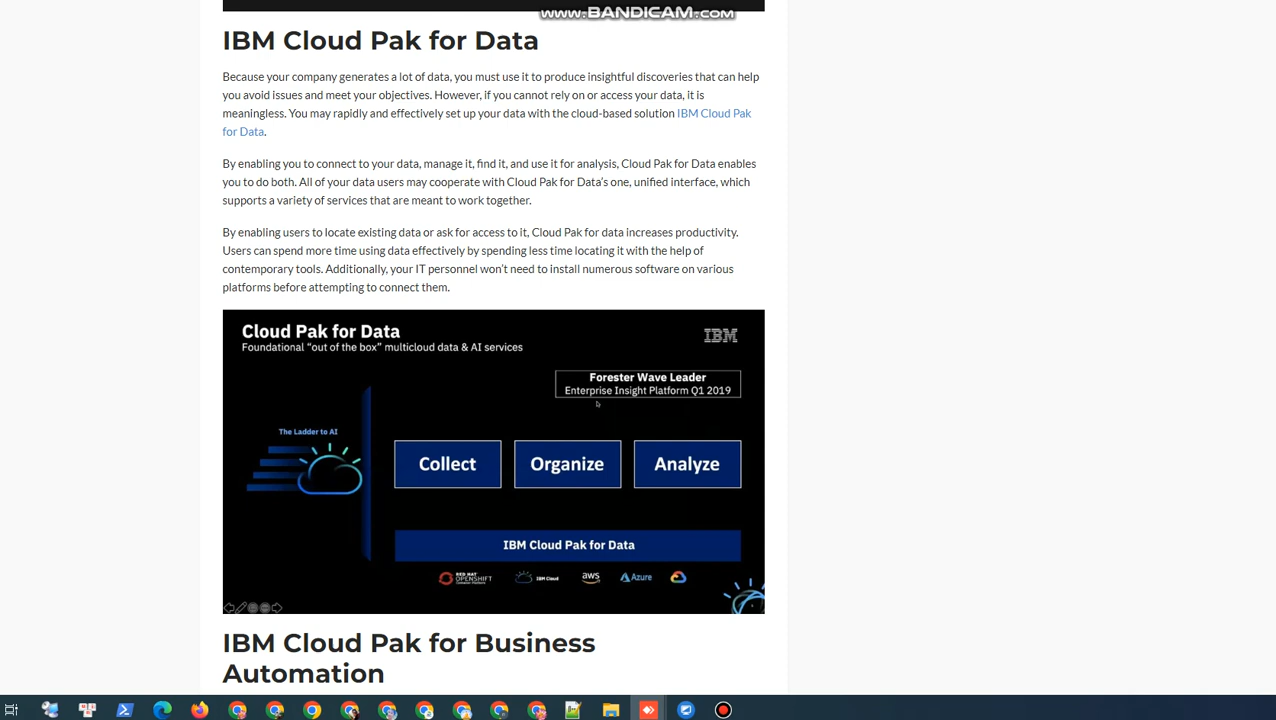 www.BANDICAM.com
IBM Cloud Pak for Data
Because your company generates a lot of data, you must use it to produce insightful discoveries that can help
you avoid issues and meet your objectives. However, if you cannot rely on or access your data, it is
meaningless. You may rapidly and effectively set up your data with the cloud-based solution IBM Cloud Pak
for Data.
By enabling you to connect to your data, manage it, find it, and use it for analysis, Cloud Pak for Data enables
you to do both. All of your data users may cooperate with Cloud Pak for Data's one, unified interface, which
supports a variety of services that are meant to work together.
By enabling users to locate existing data or ask for access to it, Cloud Pak for data increases productivity.
Users can spend more time using data effectively by spending less time locating it with the help of
contemporary tools. Additionally, your IT personnel won't need to install numerous software on various
platforms before attempting to connect them.
Cloud Pak for Data
IBM
Foundational "out of the box" multicloud data & AI services
Forester Wave Leader
Enterprise Insight Platform Q1 2019
The Ladder to AI
Collect
Organize
Analyze
IBM Cloud Pak for Data
RED HAT
OPENSHIFT
Container Platform
IBM Cloud
aws
Azure
IBM Cloud Pak for Business
Automation